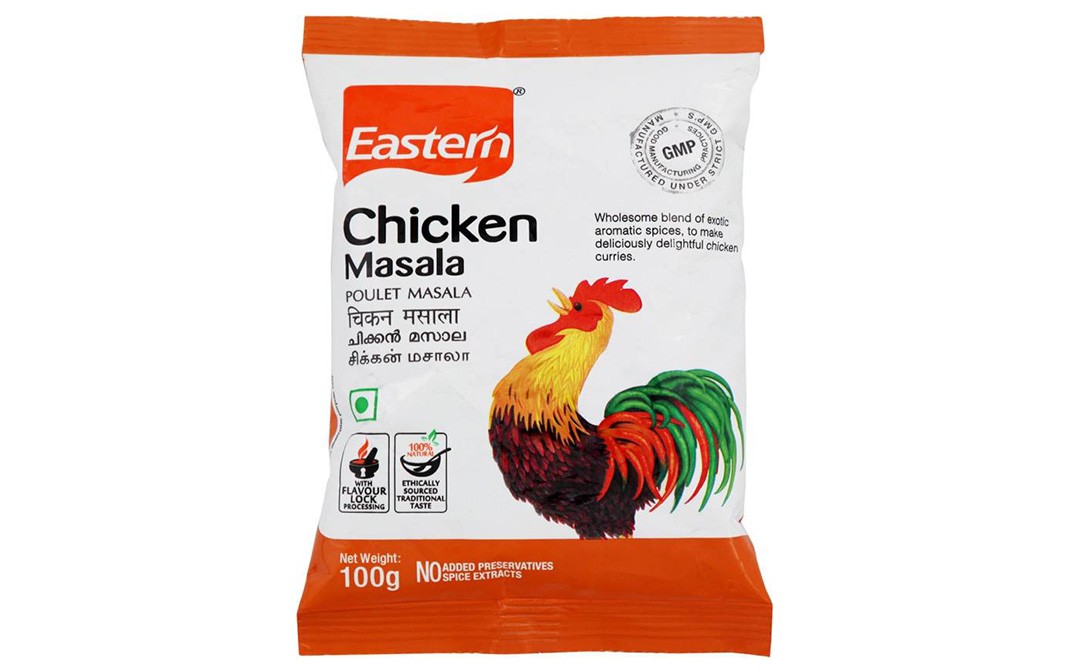 Eastern®
MANUFACTURED UNDER STRICT GMP'S
GOOD MANUFACTURING PRACTICES
GMP
Chicken
Masala
POULET MASALA
चिकन मसाला
ചിക്കൻ മസാല
சிக்கன் மசாலா
Wholesome blend of exotic
aromatic spices, to make
deliciously delightful chicken
curries.
WITH
FLAVOUR
LOCK
PROCESSING
100%
NATURAL
ETHICALLY
SOURCED
TRADITIONAL
TASTE
Net Weight:
100g
NO ADDED PRESERVATIVES
SPICE EXTRACTS